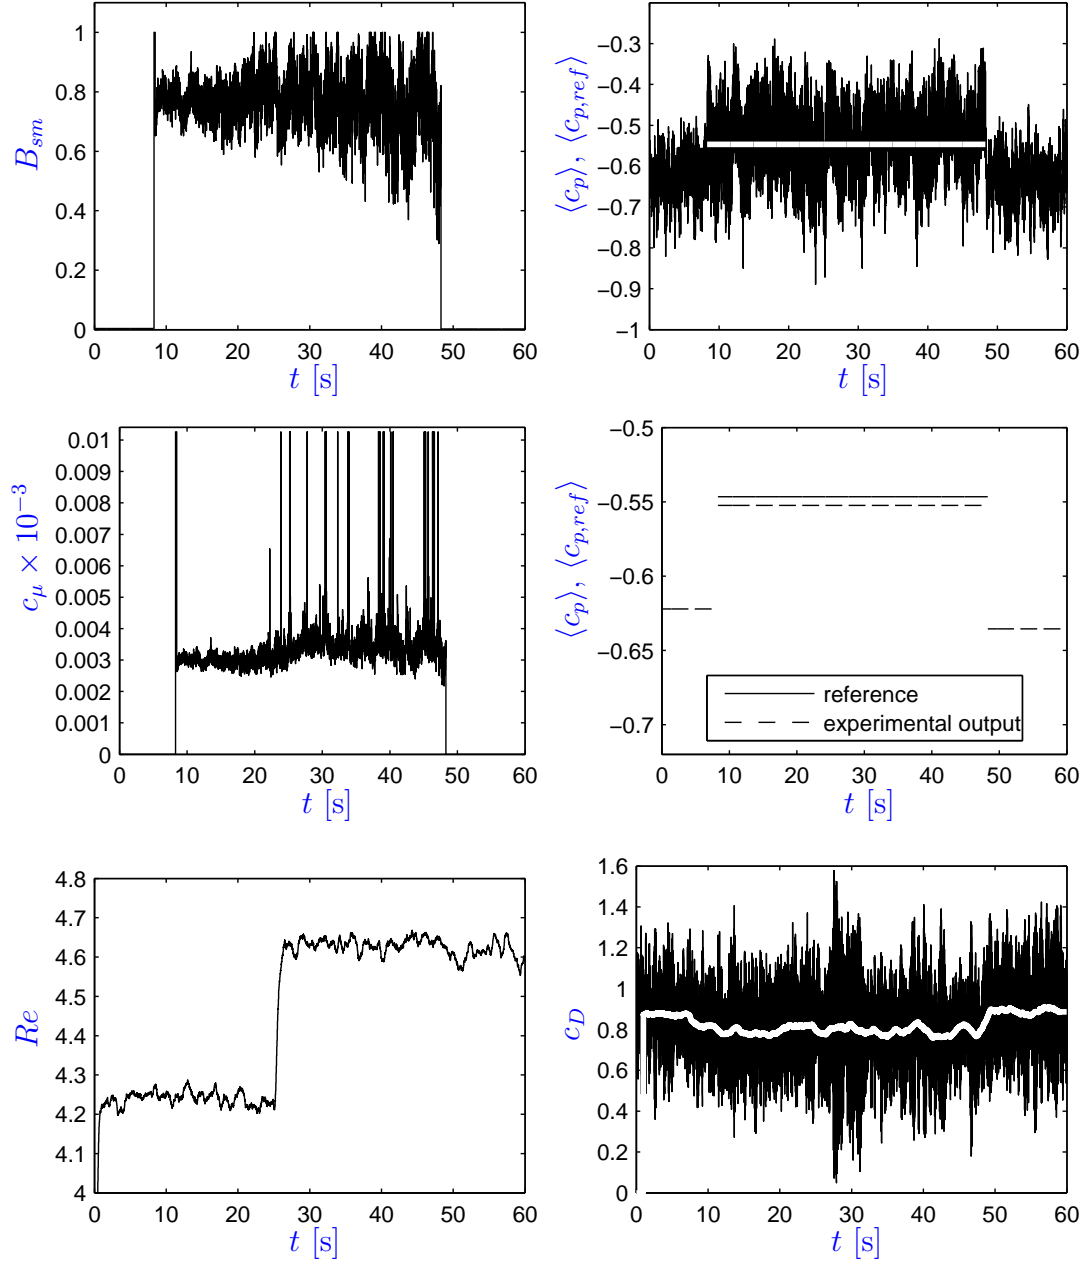 1
0.8
0.6
0.4
0.2
0
B_{sm}
0 10 20 30 40 50 60
t [s]
−0.3
−0.4
−0.5
−0.6
−0.7
−0.8
−0.9
−1
⟨c_p⟩, ⟨c_{p,ref}⟩
0 10 20 30 40 50 60
t [s]
0.01
0.009
0.008
0.007
0.006
0.005
0.004
0.003
0.002
0.001
0
c_μ × 10^{−3}
0 10 20 30 40 50 60
t [s]
−0.5
−0.55
−0.6
−0.65
−0.7
⟨c_p⟩, ⟨c_{p,ref}⟩
reference
experimental output
0 10 20 30 40 50 60
t [s]
4.8
4.7
4.6
4.5
4.4
4.3
4.2
4.1
4
Re
0 10 20 30 40 50 60
t [s]
1.6
1.4
1.2
1
0.8
0.6
0.4
0.2
0
c_D
0 10 20 30 40 50 60
t [s]